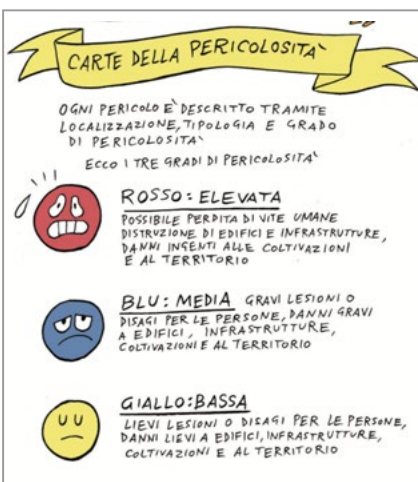 CARTE DELLA PERICOLOSITÀ
OGNI PERICOLO È DESCRITTO TRAMITE
LOCALIZZAZIONE, TIPOLOGIA E GRADO
DI PERICOLOSITÀ
ECCO I TRE GRADI DI PERICOLOSITÀ
ROSSO: ELEVATA
POSSIBILE PERDITA DI VITE UMANE
DISTRUZIONE DI EDIFICI E INFRASTRUTTURE,
DANNI INGENTI ALLE COLTIVAZIONI
E AL TERRITORIO
BLU: MEDIA GRAVI LESIONI O
DISAGI PER LE PERSONE, DANNI GRAVI
A EDIFICI, INFRASTRUTTURE,
COLTIVAZIONI E AL TERRITORIO
GIALLO: BASSA
LIEVI LESIONI O DISAGI PER LE PERSONE,
DANNI LIEVI A EDIFICI, INFRASTRUTTURE,
COLTIVAZIONI E AL TERRITORIO